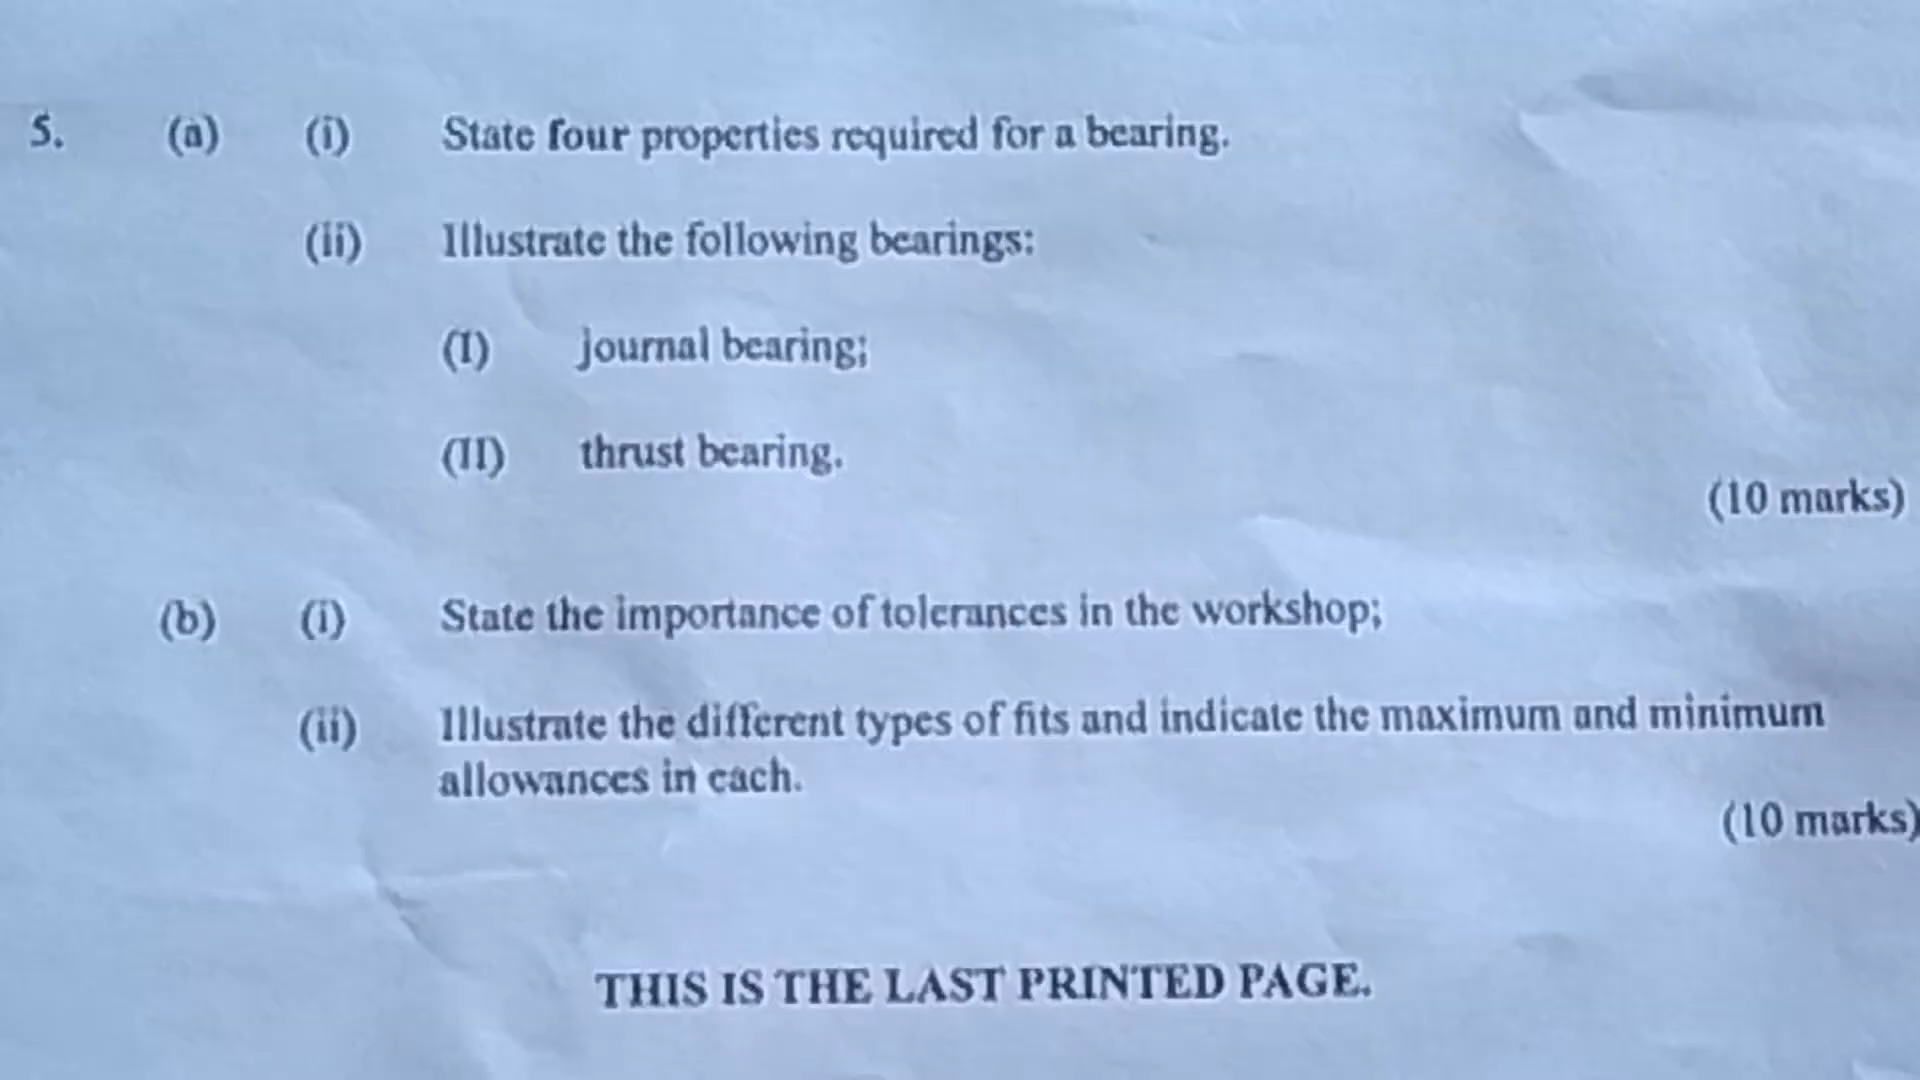 5. (a) (i) State four properties required for a bearing.
(ii) Illustrate the following bearings:
(I) journal bearing;
(II) thrust bearing.
(10 marks)
(b) (i) State the importance of tolerances in the workshop;
(ii) Illustrate the different types of fits and indicate the maximum and minimum
allowances in each.
(10 marks)
THIS IS THE LAST PRINTED PAGE.